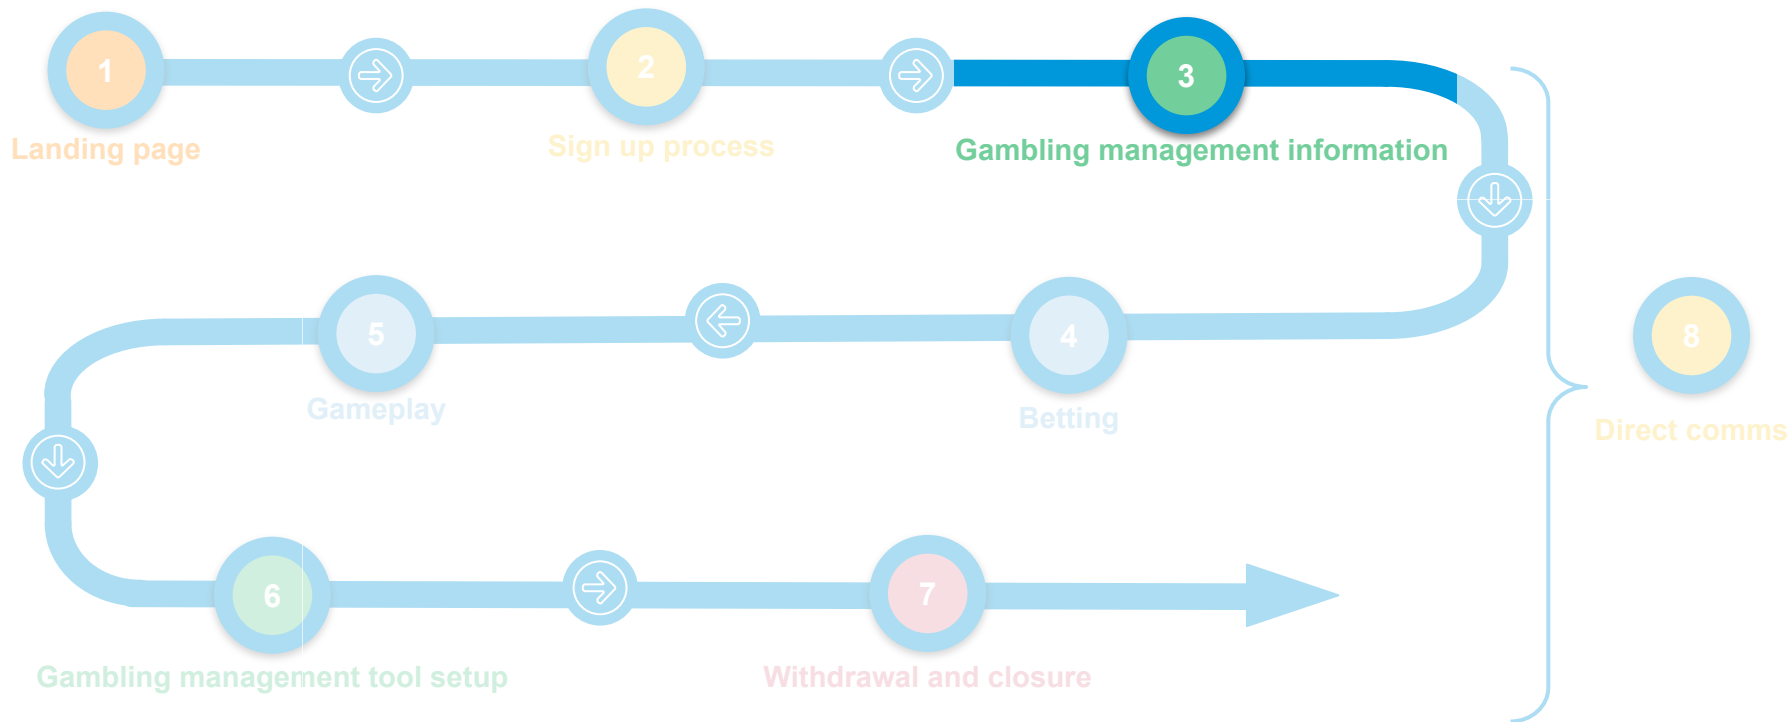 1
Landing page
2
Sign up process
3
Gambling management information
4
Betting
5
Gameplay
6
Gambling management tool setup
7
Withdrawal and closure
8
Direct comms